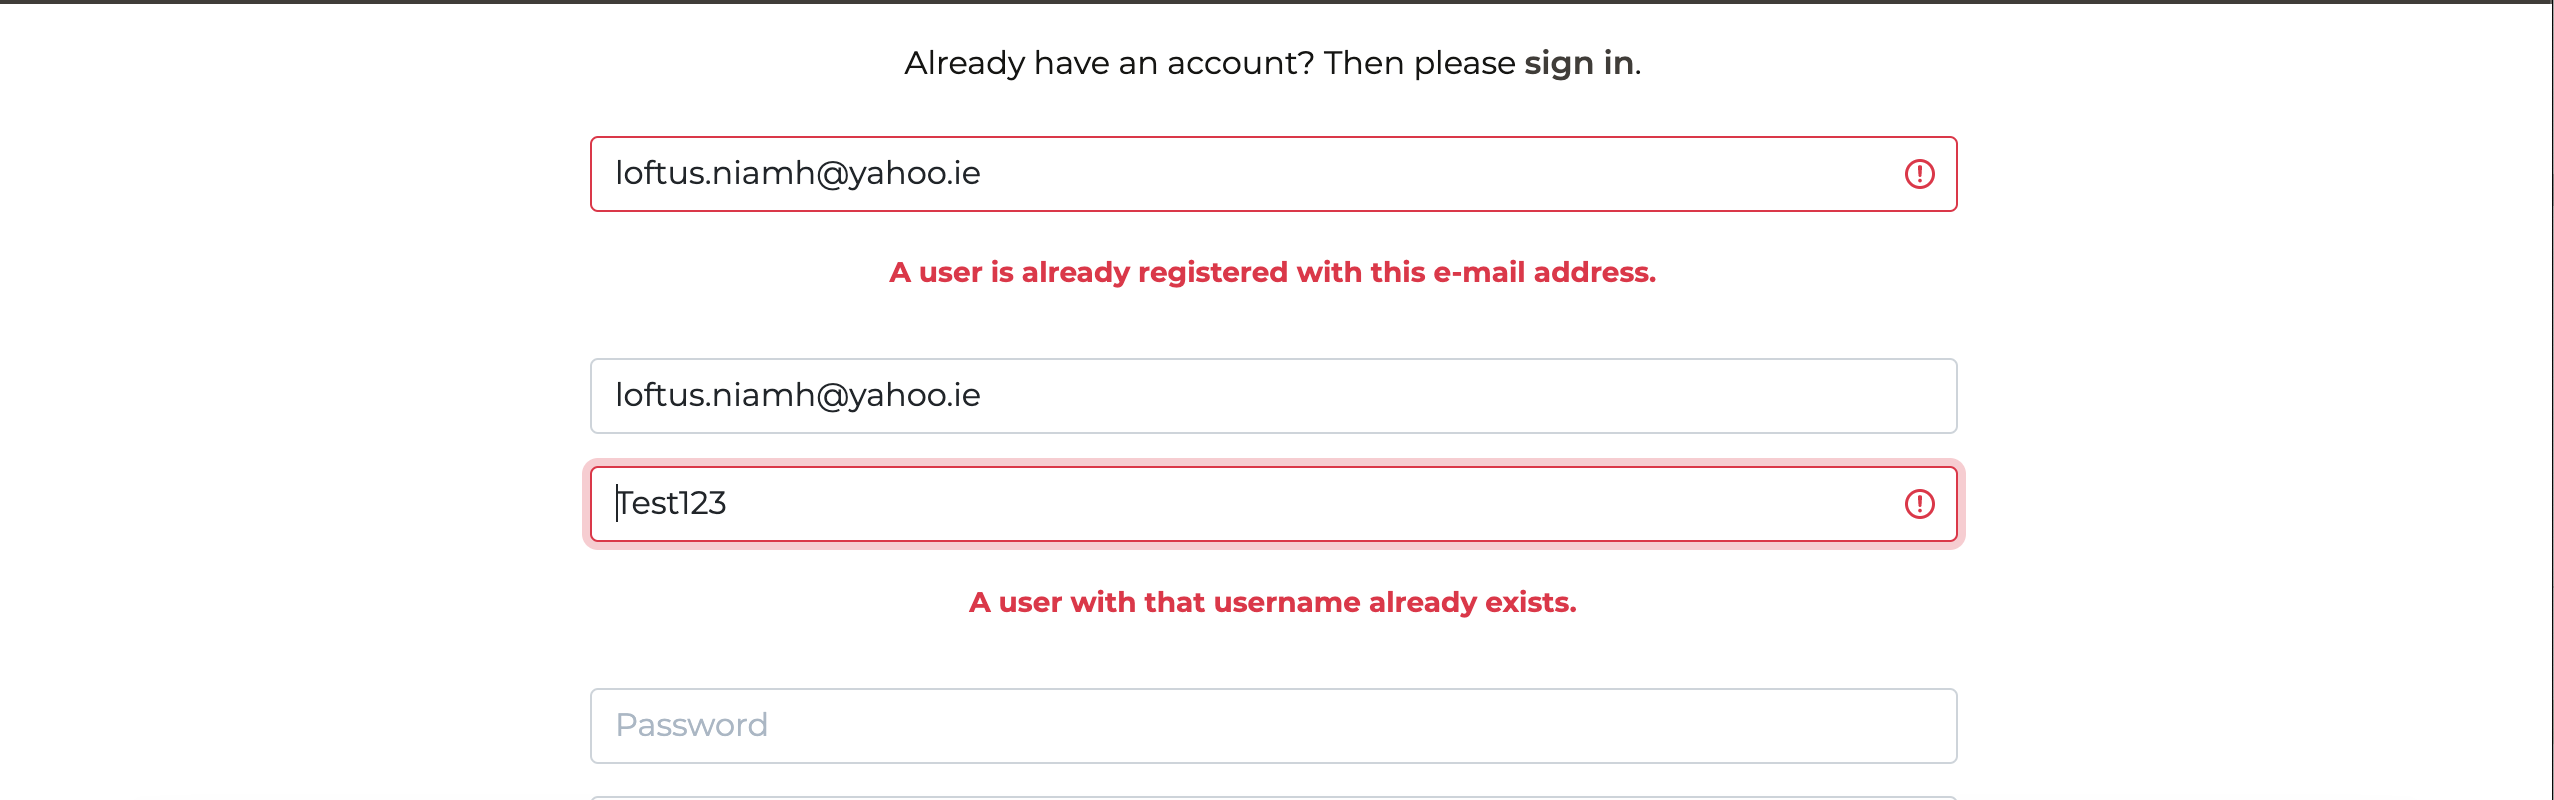 Already have an account? Then please sign in.
loftus.niamh@yahoo.ie
A user is already registered with this e-mail address.
loftus.niamh@yahoo.ie
Test123
A user with that username already exists.
Password